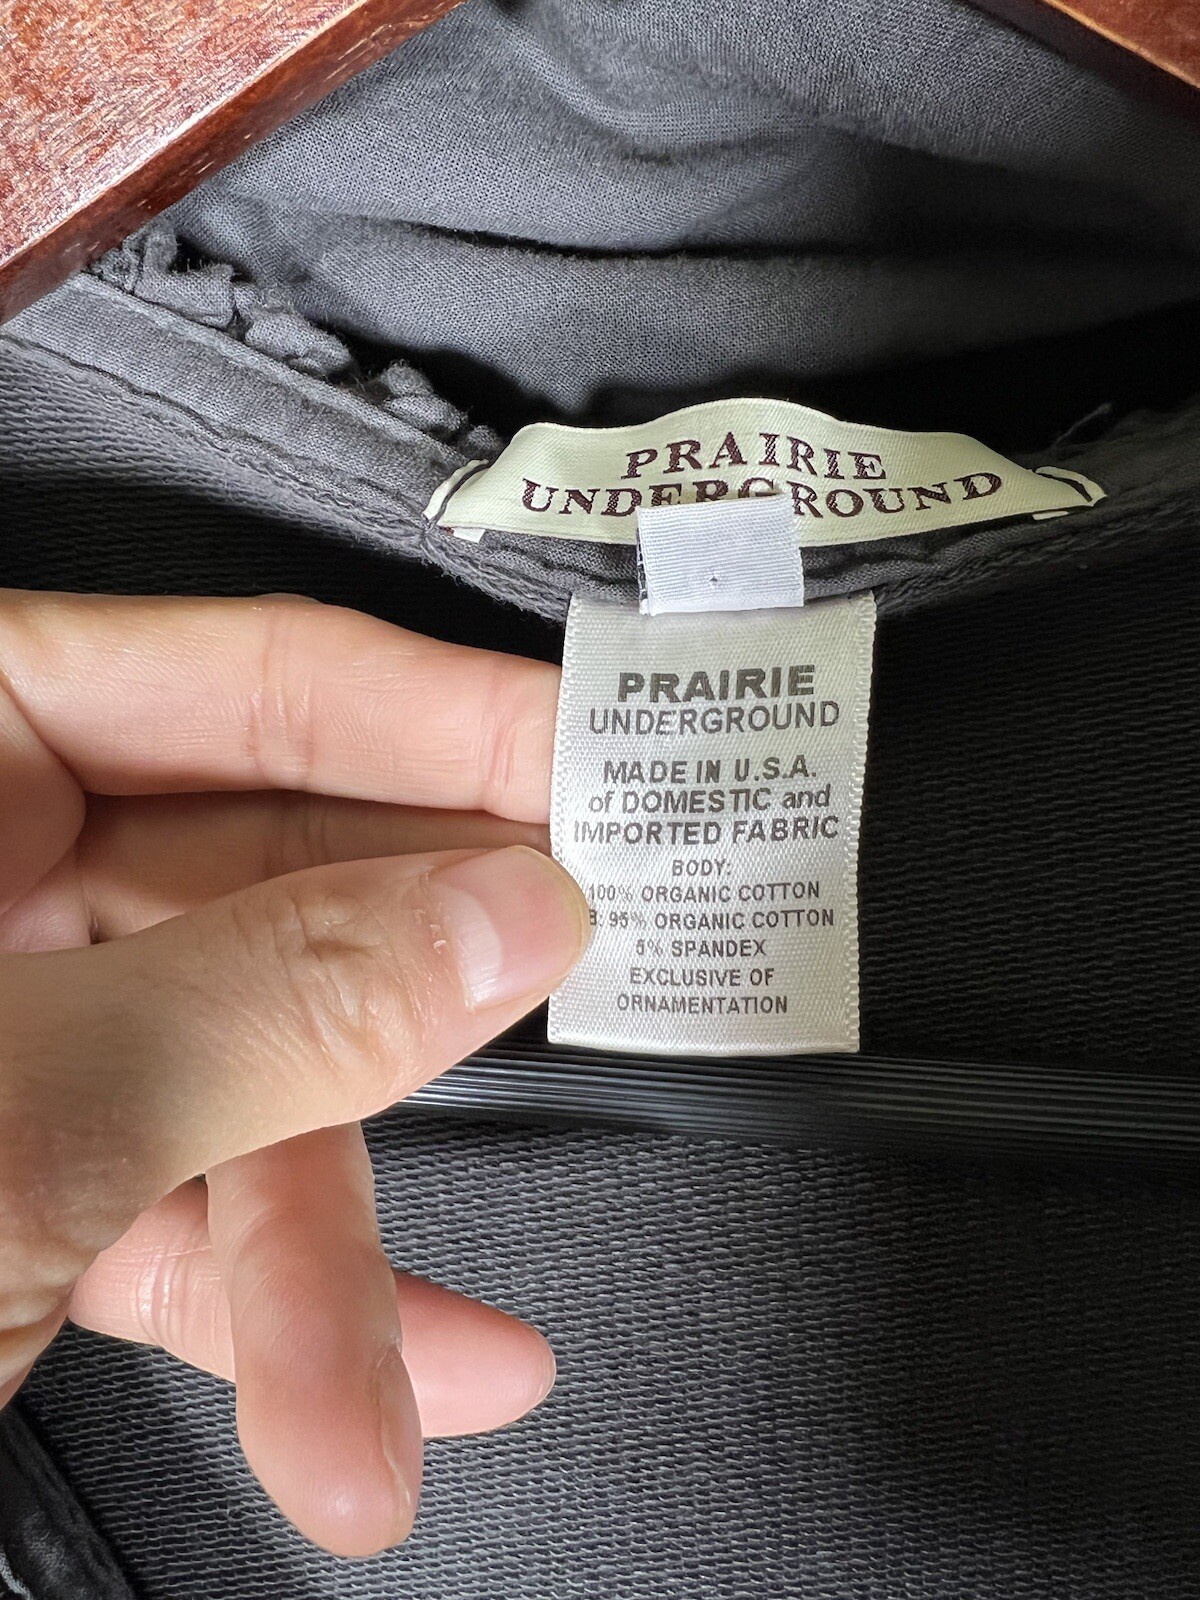 PRAIRIE
UNDERGROUND
PRAIRIE
UNDERGROUND
MADE IN U.S.A.
of DOMESTIC and
IMPORTED FABRIC
BODY:
100% ORGANIC COTTON
B: 95% ORGANIC COTTON
5% SPANDEX
EXCLUSIVE OF
ORNAMENTATION